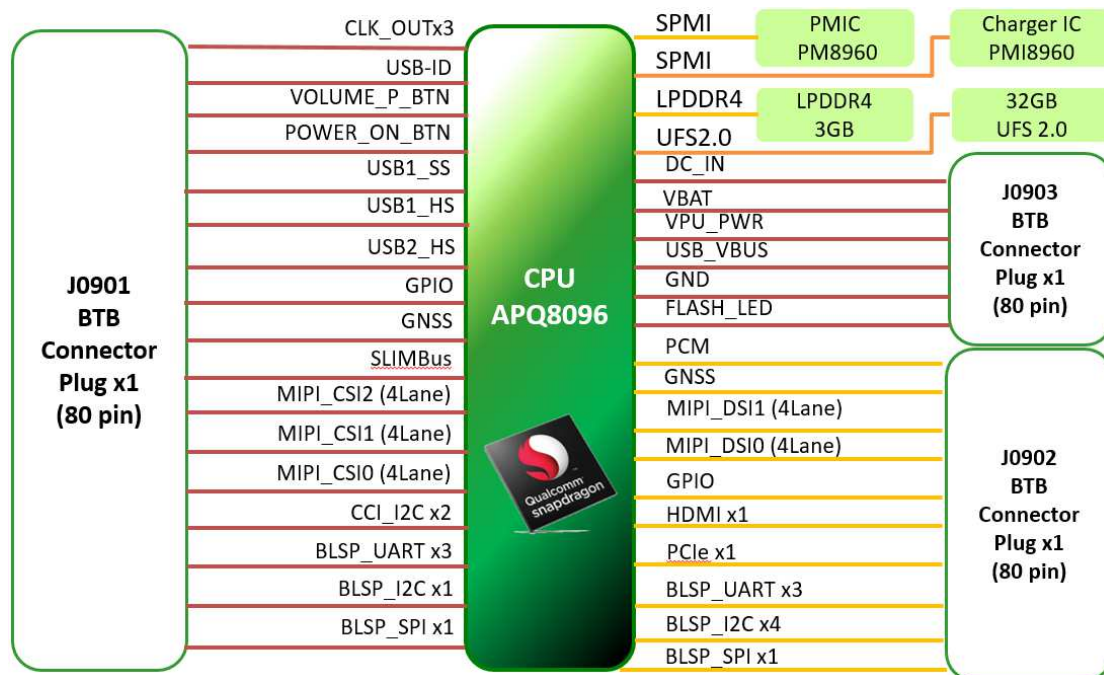 J0901
BTB
Connector
Plug x1
(80 pin)
CLK_OUTx3
USB-ID
VOLUME_P_BTN
POWER_ON_BTN
USB1_SS
USB1_HS
USB2_HS
GPIO
GNSS
SLIMBus
MIPI_CSI2 (4Lane)
MIPI_CSI1 (4Lane)
MIPI_CSI0 (4Lane)
CCI_I2C x2
BLSP_UART x3
BLSP_I2C x1
BLSP_SPI x1
CPU
APQ8096
Qualcomm
snapdragon
SPMI
SPMI
LPDDR4
UFS2.0
PMIC
PM8960
Charger IC
PMI8960
LPDDR4
3GB
32GB
UFS 2.0
DC_IN
VBAT
VPU_PWR
USB_VBUS
GND
FLASH_LED
J0903
BTB
Connector
Plug x1
(80 pin)
PCM
GNSS
MIPI_DSI1 (4Lane)
MIPI_DSI0 (4Lane)
GPIO
HDMI x1
PCIe x1
BLSP_UART x3
BLSP_I2C x4
BLSP_SPI x1
J0902
BTB
Connector
Plug x1
(80 pin)